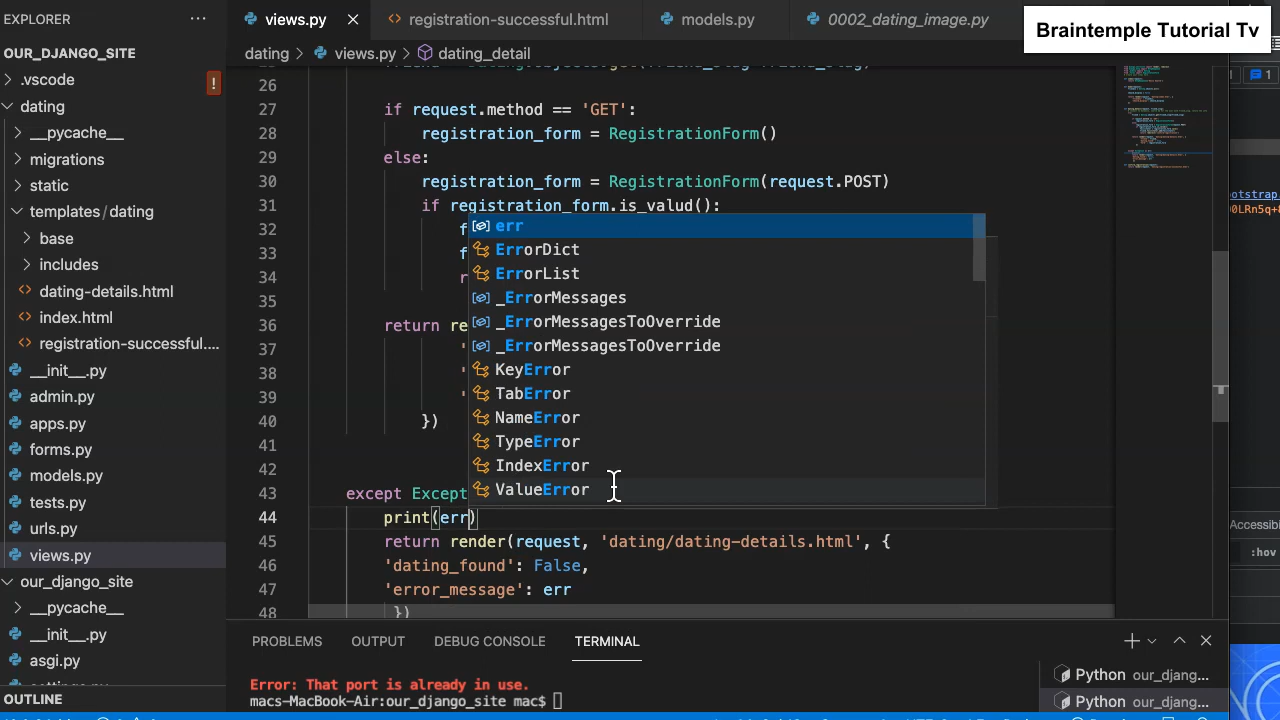 EXPLORER
views.py
registration-successful.html
models.py
0002_dating_image.py
Braintemple Tutorial Tv
1
OUR_DJANGO_SITE
.vscode
dating
__pycache__
migrations
static
templates/dating
base
includes
dating-details.html
index.html
registration-successful....
__init__.py
admin.py
apps.py
forms.py
models.py
tests.py
urls.py
views.py
our_django_site
__pycache__
__init__.py
asgi.py
OUTLINE
dating > views.py > dating_detail
26
27 if request.method == 'GET':
28 registration_form = RegistrationForm()
29 else:
30 registration_form = RegistrationForm(request.POST)
31 if registration_form.is_valud():
32 f
33 f
34 r
35
36 return re
37 '
38 '
39 '
40 })
41
42
43 except Except
44 print(err)
45 return render(request, 'dating/dating-details.html', {
46 'dating_found': False,
47 'error_message': err
48 })
err
ErrorDict
ErrorList
_ErrorMessages
_ErrorMessagesToOverride
_ErrorMessagesToOverride
KeyError
TabError
NameError
TypeError
IndexError
ValueError
PROBLEMS
OUTPUT
DEBUG CONSOLE
TERMINAL
Error: That port is already in use.
macs-MacBook-Air:our_django_site mac$
Python our_djang...
Python our_djang...
ootstrap
0LRn5q+
Accessibi
:hov